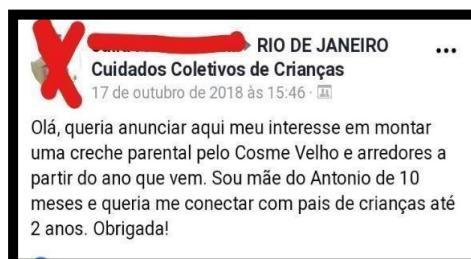 RIO DE JANEIRO
Cuidados Coletivos de Crianças
17 de outubro de 2018 às 15:46 ·
Olá, queria anunciar aqui meu interesse em montar
uma creche parental pelo Cosme Velho e arredores a
partir do ano que vem. Sou mãe do Antonio de 10
meses e queria me conectar com pais de crianças até
2 anos. Obrigada!